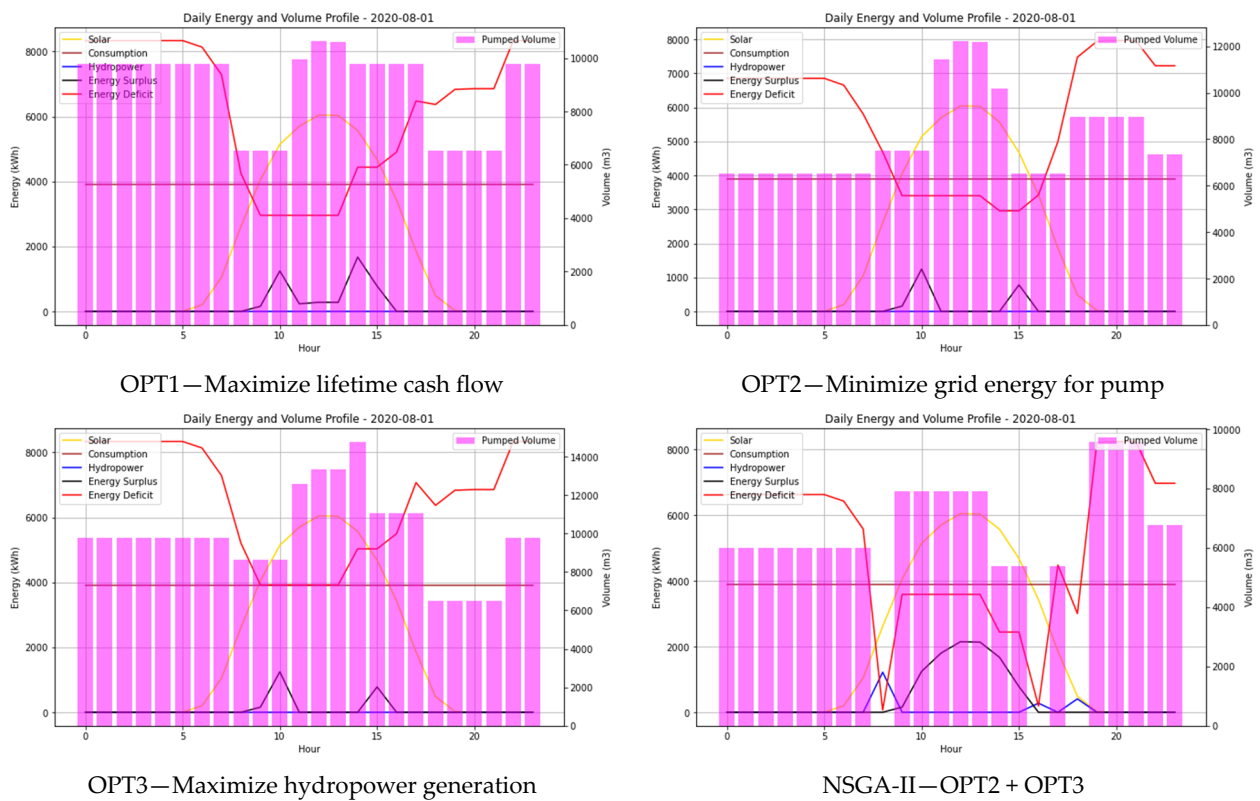 Daily Energy and Volume Profile - 2020-08-01
Solar
Consumption
Hydropower
Energy Surplus
Energy Deficit
Pumped Volume
Energy (kWh)
8000
6000
4000
2000
0
Volume (m3)
10000
8000
6000
4000
2000
0
0 5 10 15 20
Hour
OPT1—Maximize lifetime cash flow
Daily Energy and Volume Profile - 2020-08-01
Solar
Consumption
Hydropower
Energy Surplus
Energy Deficit
Pumped Volume
Energy (kWh)
8000
7000
6000
5000
4000
3000
2000
1000
0
Volume (m3)
12000
10000
8000
6000
4000
2000
0
0 5 10 15 20
Hour
OPT2—Minimize grid energy for pump
Daily Energy and Volume Profile - 2020-08-01
Solar
Consumption
Hydropower
Energy Surplus
Energy Deficit
Pumped Volume
Energy (kWh)
8000
6000
4000
2000
0
Volume (m3)
14000
12000
10000
8000
6000
4000
2000
0
0 5 10 15 20
Hour
OPT3—Maximize hydropower generation
Daily Energy and Volume Profile - 2020-08-01
Solar
Consumption
Hydropower
Energy Surplus
Energy Deficit
Pumped Volume
Energy (kWh)
8000
6000
4000
2000
0
Volume (m3)
10000
8000
6000
4000
2000
0
0 5 10 15 20
Hour
NSGA-II—OPT2 + OPT3